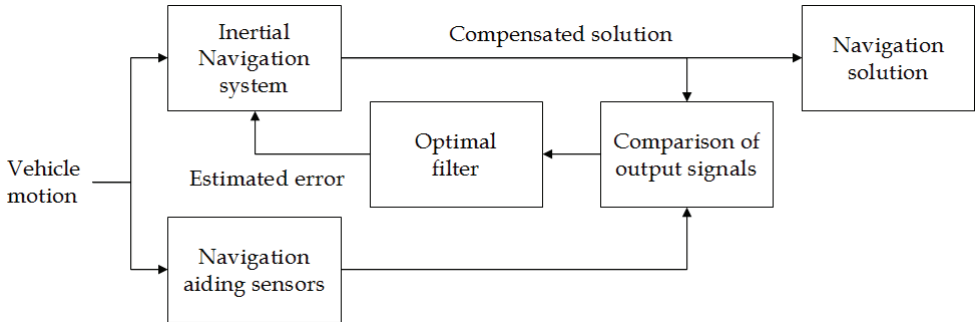 Inertial
Navigation
system
Compensated solution
Navigation
solution
Optimal
filter
Comparison of
output signals
Vehicle
motion
Estimated error
Navigation
aiding sensors